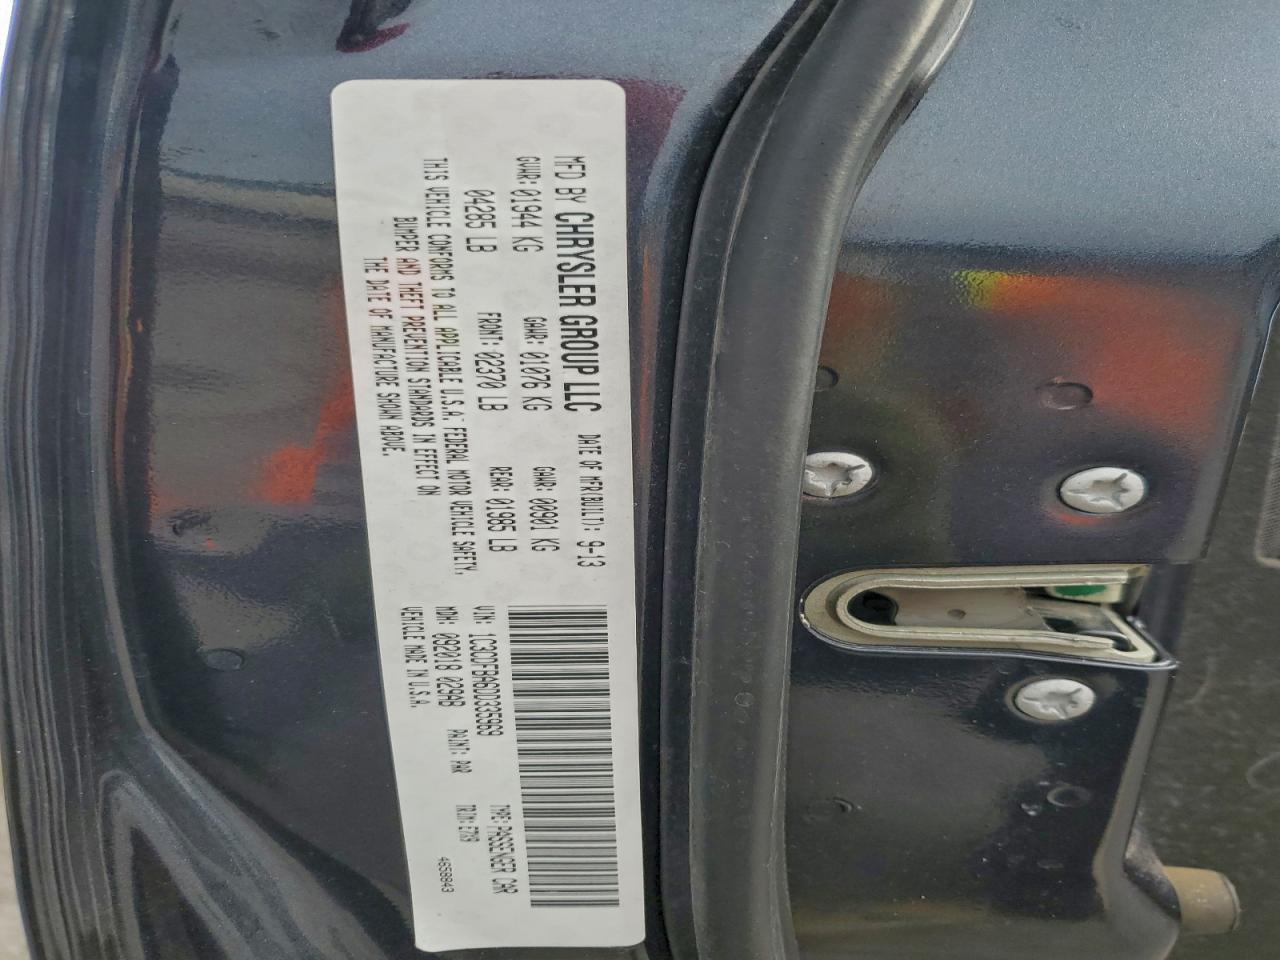 MFD BY CHRYSLER GROUP LLC DATE OF MFR(BUILT): 9-13
GVWR: 01944 KG GAWR: 01076 KG GAWR: 00901 KG
04285 LB FRONT: 02370 LB REAR: 01985 LB
THIS VEHICLE CONFORMS TO ALL APPLICABLE U.S.A. FEDERAL MOTOR VEHICLE SAFETY,
BUMPER AND THEFT PREVENTION STANDARDS IN EFFECT ON
THE DATE OF MANUFACTURE SHOWN ABOVE.
VIN: 1C3CDFBA6DD335969 TYPE: PASSENGER CAR
MDH: 092018 029AB PAINT: PAR TRIM: E7X9
VEHICLE MADE IN U.S.A. 4658843